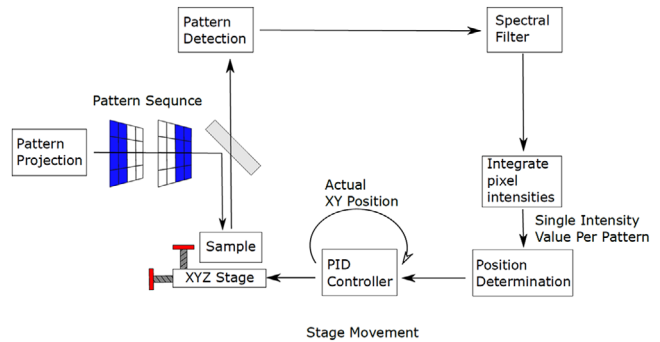 Pattern
Detection
Spectral
Filter
Pattern Sequnce
Pattern
Projection
Integrate
pixel
intensities
Actual
XY Position
Single Intensity
Value Per Pattern
Sample
XYZ Stage
PID
Controller
Position
Determination
Stage Movement